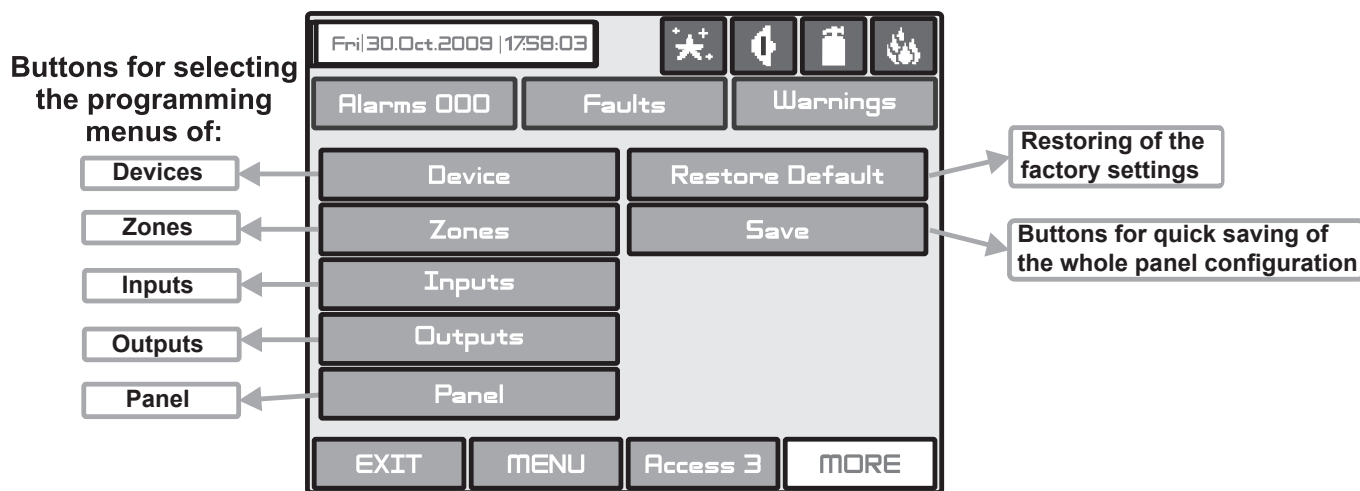 Fri|30.Oct.2009 |17:58:03
Buttons for selecting
the programming
menus of:
Alarms 000
Faults
Warnings
Devices
Device
Restore Default
Restoring of the
factory settings
Zones
Zones
Save
Buttons for quick saving of
the whole panel configuration
Inputs
Inputs
Outputs
Outputs
Panel
Panel
EXIT
MENU
Access 3
MORE